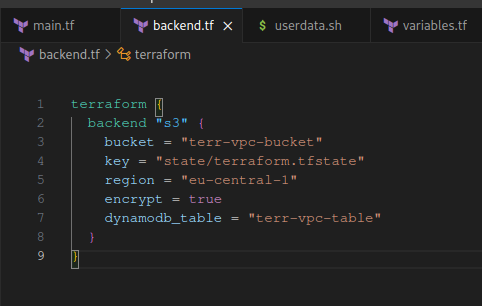 main.tf backend.tf × $ userdata.sh variables.tf
backend.tf > terraform
1 terraform {
2 backend "s3" {
3 bucket = "terr-vpc-bucket"
4 key = "state/terraform.tfstate"
5 region = "eu-central-1"
6 encrypt = true
7 dynamodb_table = "terr-vpc-table"
8 }
9 }